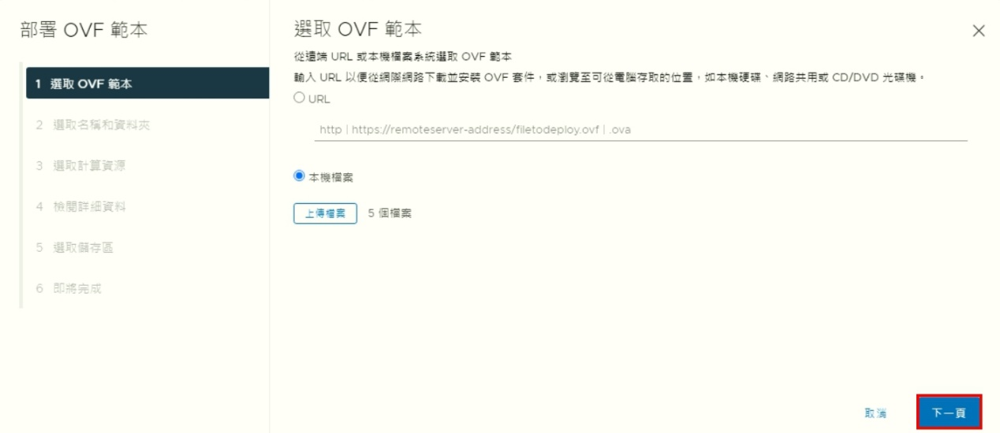 部署 OVF 範本
1 選取 OVF 範本
2 選取名稱和資料夾
3 選取計算資源
4 檢閱詳細資料
5 選取儲存區
6 即將完成
選取 OVF 範本
從遠端 URL 或本機檔案系統選取 OVF 範本
輸入 URL 以便從網際網路下載並安裝 OVF 套件，或瀏覽至可從電腦存取的位置，如本機硬碟、網路共用或 CD/DVD 光碟機。
URL
http | https://remoteserver-address/filetodeploy.ovf | .ova
本機檔案
上傳檔案 5 個檔案
取消 下一頁